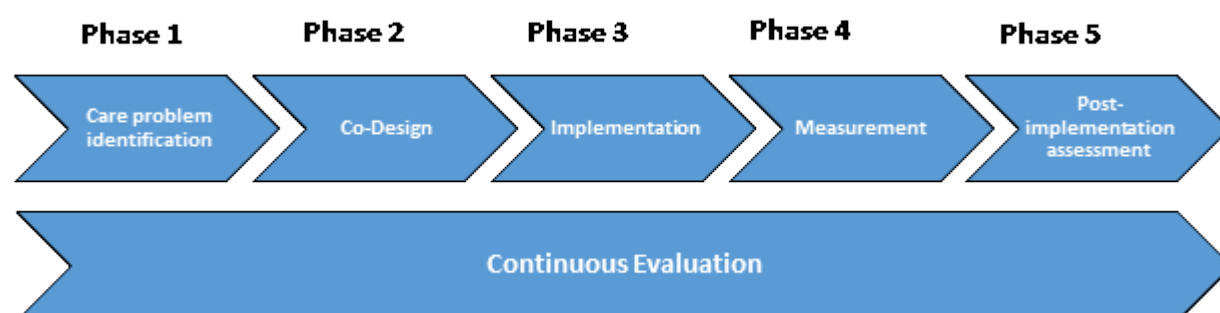 Phase 1 Phase 2 Phase 3 Phase 4 Phase 5
Care problem
identification
Co-Design
Implementation
Measurement
Post-
implementation
assessment
Continuous Evaluation